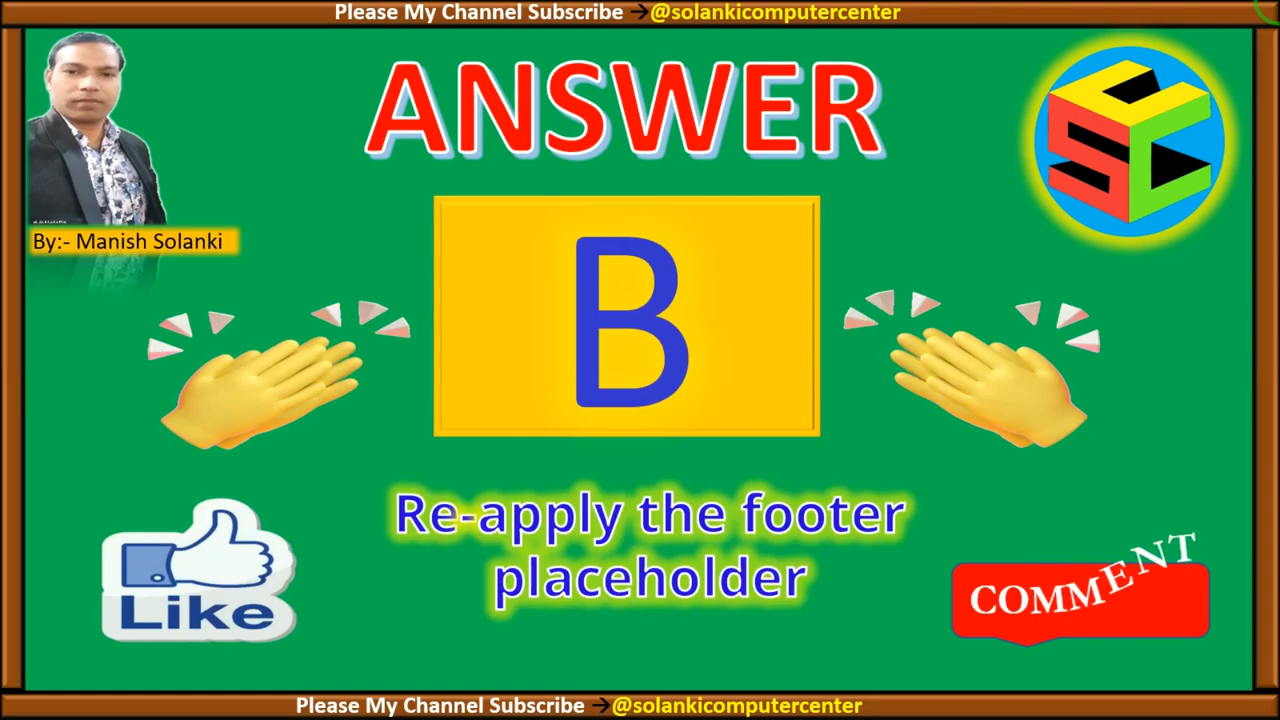 Please My Channel Subscribe →@solankicomputercenter
ANSWER
By:- Manish Solanki
B
Re-apply the footer
placeholder
Like
COMMENT
Please My Channel Subscribe →@solankicomputercenter